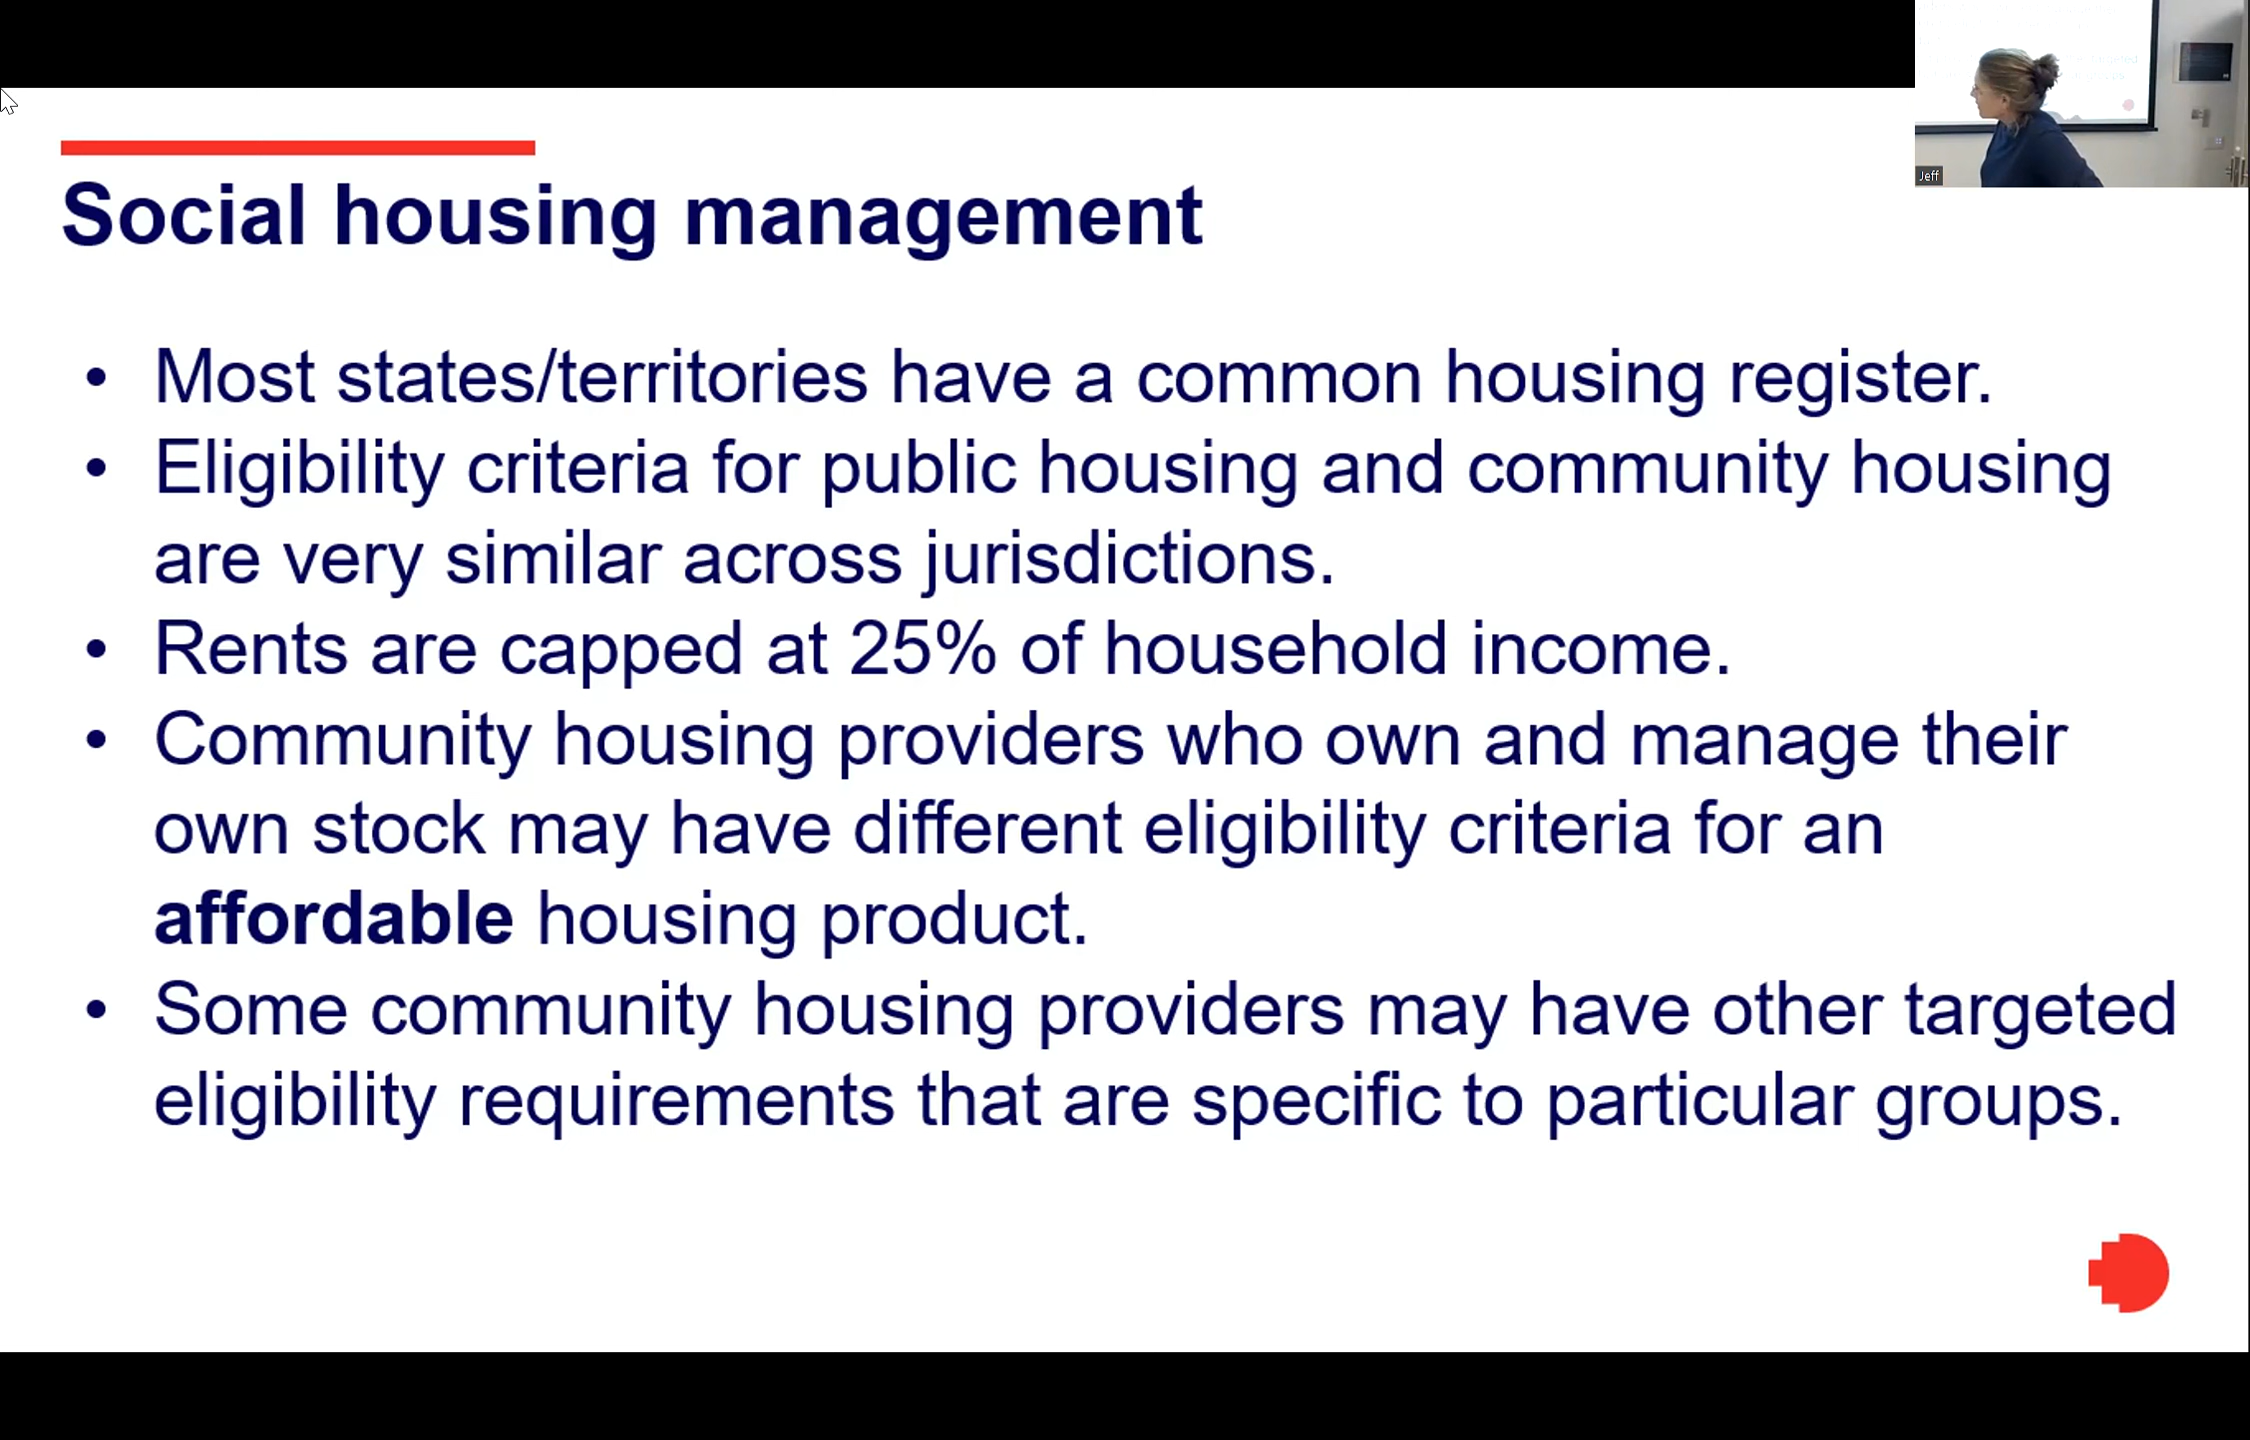 Social housing management
• Most states/territories have a common housing register.
• Eligibility criteria for public housing and community housing
are very similar across jurisdictions.
• Rents are capped at 25% of household income.
• Community housing providers who own and manage their
own stock may have different eligibility criteria for an
affordable housing product.
• Some community housing providers may have other targeted
eligibility requirements that are specific to particular groups.
Jeff